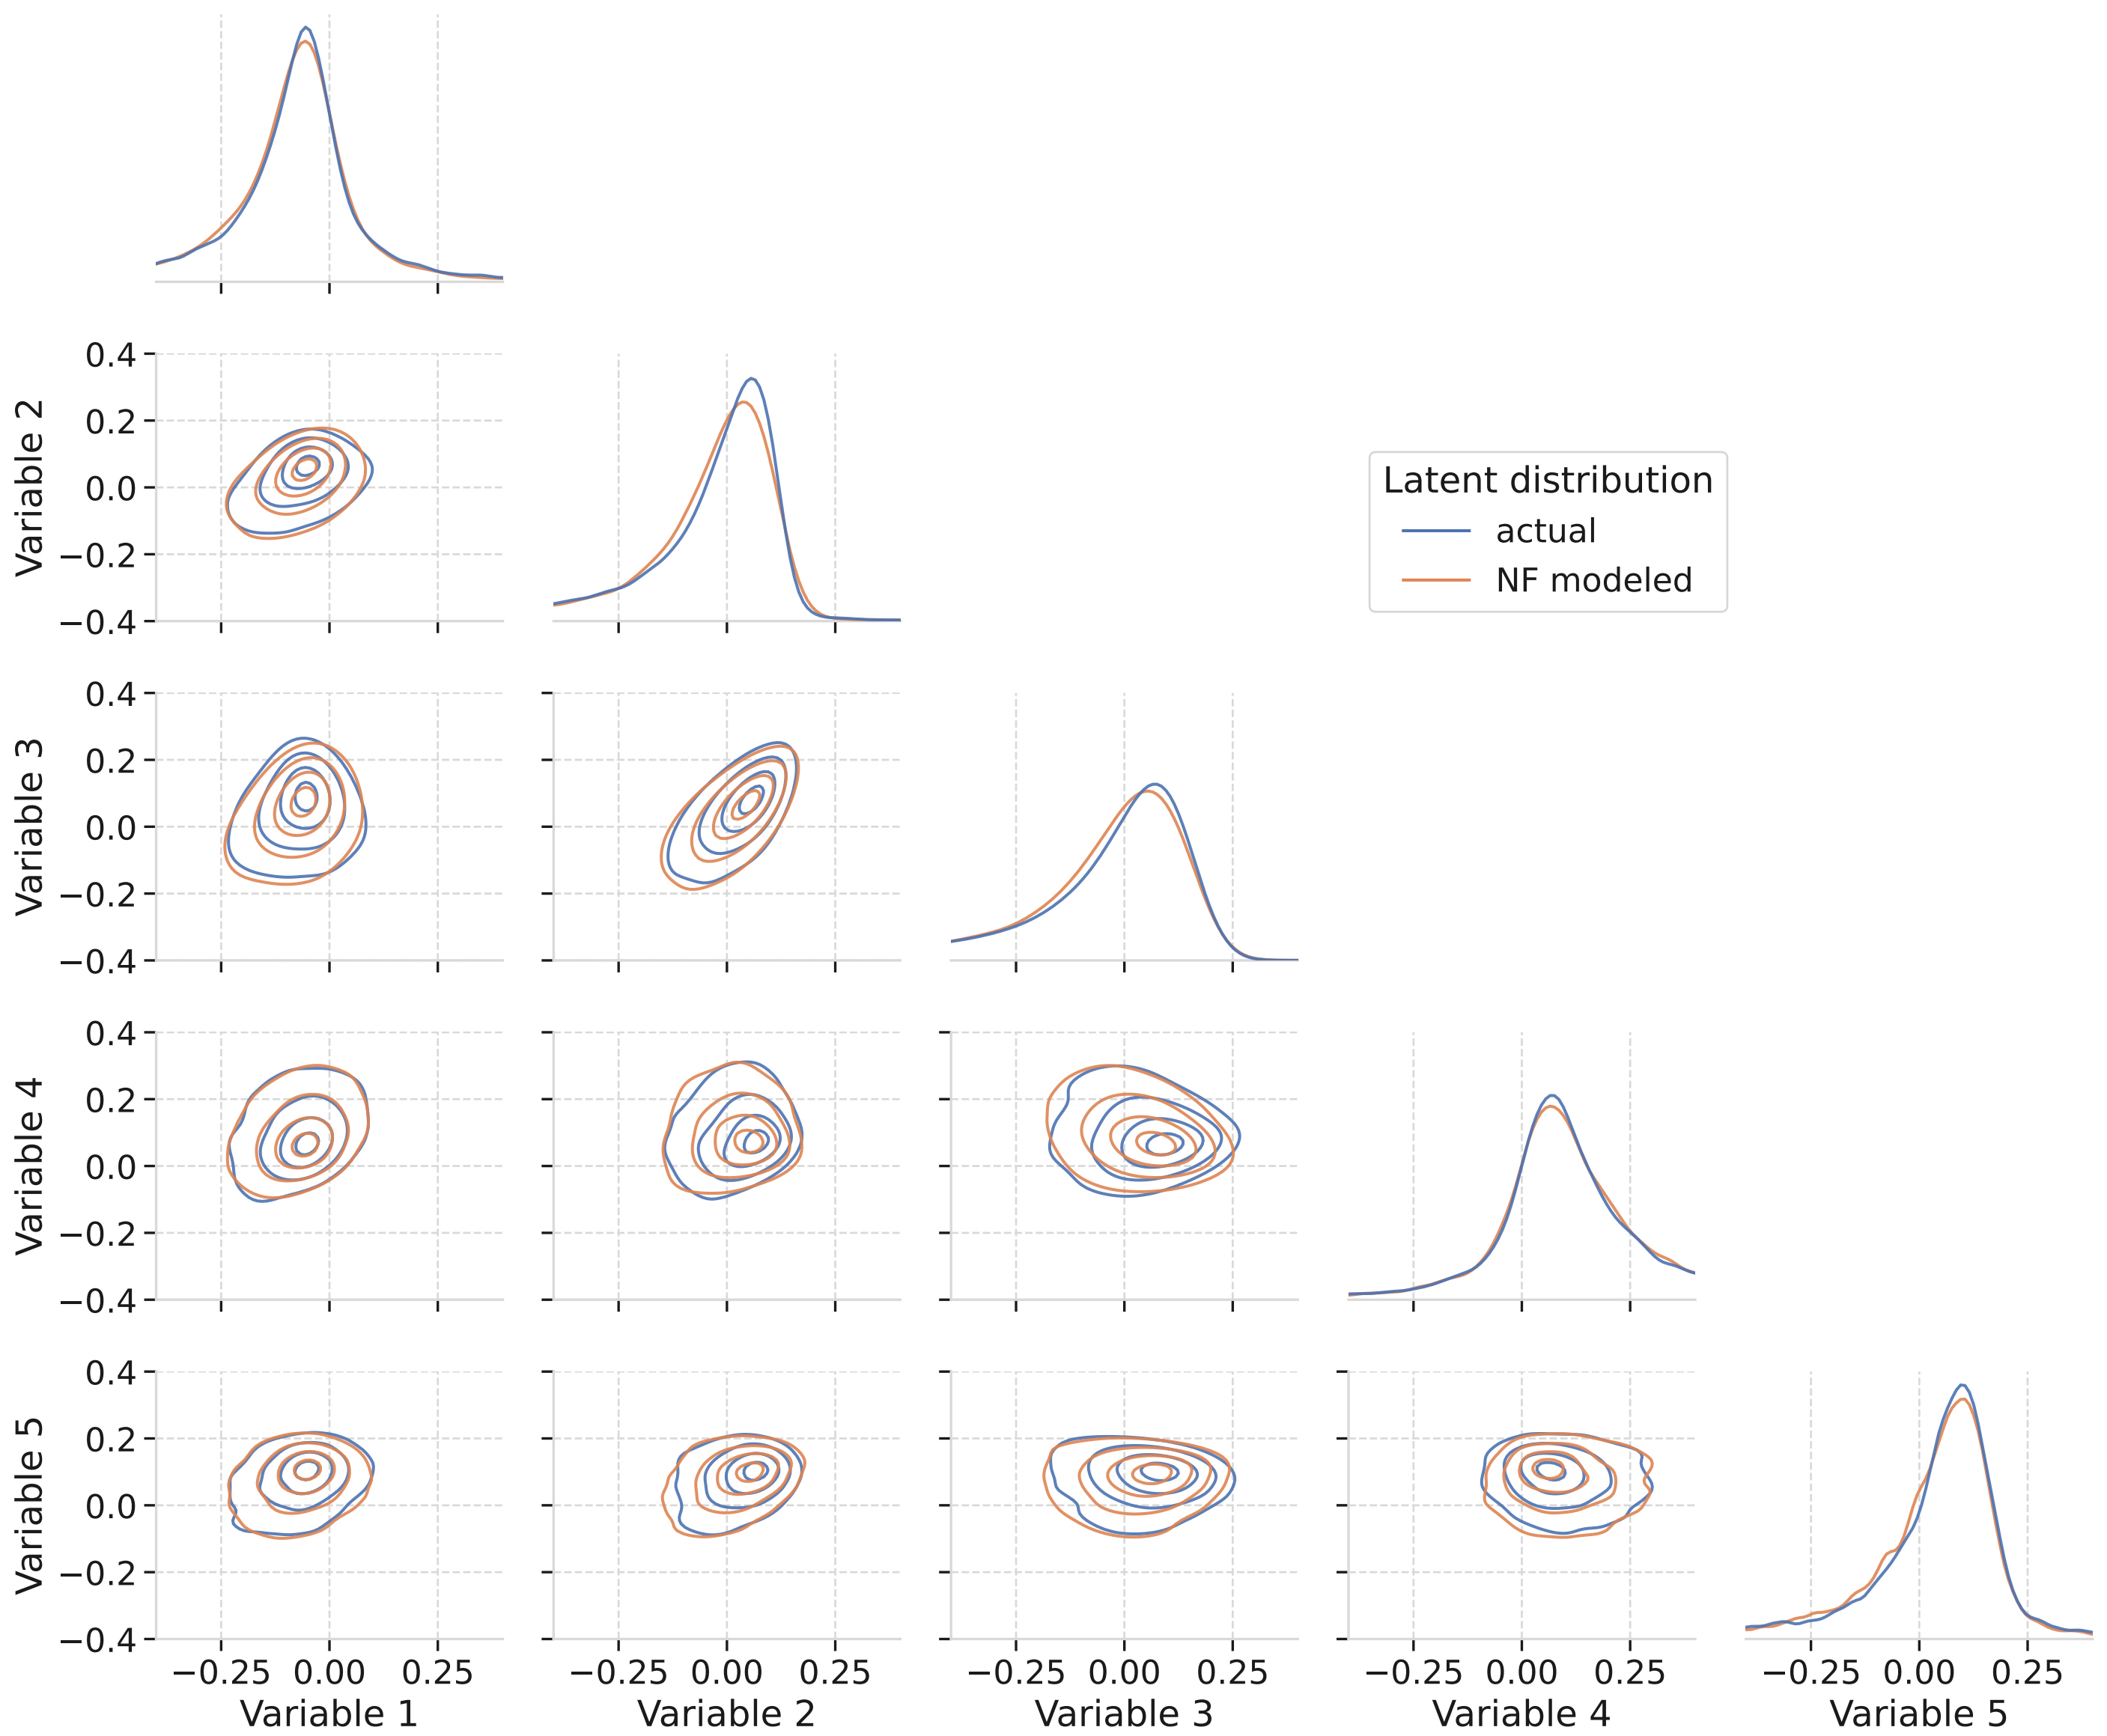 Variable 2
0.4
0.2
0.0
−0.2
−0.4
Latent distribution
actual
NF modeled
Variable 3
0.4
0.2
0.0
−0.2
−0.4
Variable 4
0.4
0.2
0.0
−0.2
−0.4
Variable 5
0.4
0.2
0.0
−0.2
−0.4
−0.25 0.00 0.25 −0.25 0.00 0.25 −0.25 0.00 0.25 −0.25 0.00 0.25 −0.25 0.00 0.25
Variable 1 Variable 2 Variable 3 Variable 4 Variable 5